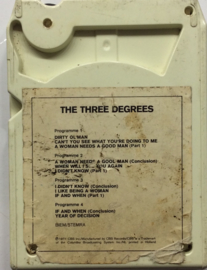 THE THREE DEGREES
Programme 1
DIRTY OL'MAN
CAN'T YOU SEE WHAT YOU'RE DOING TO ME
A WOMAN NEEDS A GOOD MAN (Part 1)
Programme 2
A WOMAN NEEDS A GOOD MAN (Conclusion)
WHEN WILL I SEE YOU AGAIN
I DIDN'T KNOW (Part 1)
Programme 3
I DIDN'T KNOW (Conclusion)
I LIKE BEING A WOMAN
IF AND WHEN (Part 1)
Programme 4
IF AND WHEN (Conclusion)
YEAR OF DECISION